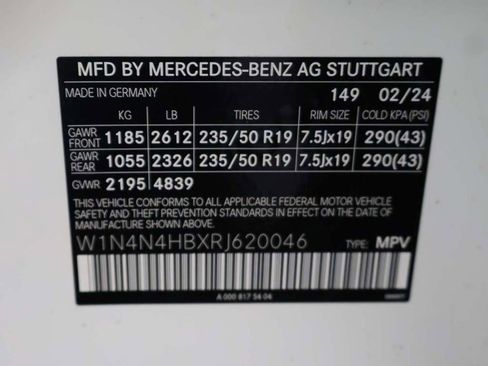 MFD BY MERCEDES-BENZ AG STUTTGART
MADE IN GERMANY 149 02/24
KG LB TIRES RIM SIZE COLD KPA(PSI)
GAWR FRONT 1185 2612 235/50 R19 7.5Jx19 290(43)
GAWR REAR 1055 2326 235/50 R19 7.5Jx19 290(43)
GVWR 2195 4839
THIS VEHICLE CONFORMS TO ALL APPLICABLE FEDERAL MOTOR VEHICLE
SAFETY BUMPER AND THEFT PREVENTION STANDARDS IN EFFECT
ON THE DATE OF MANUFACTURE SHOWN ABOVE.
W1N4N4HBXRJ620046 TYPE: MPV
A 000 817 54 04